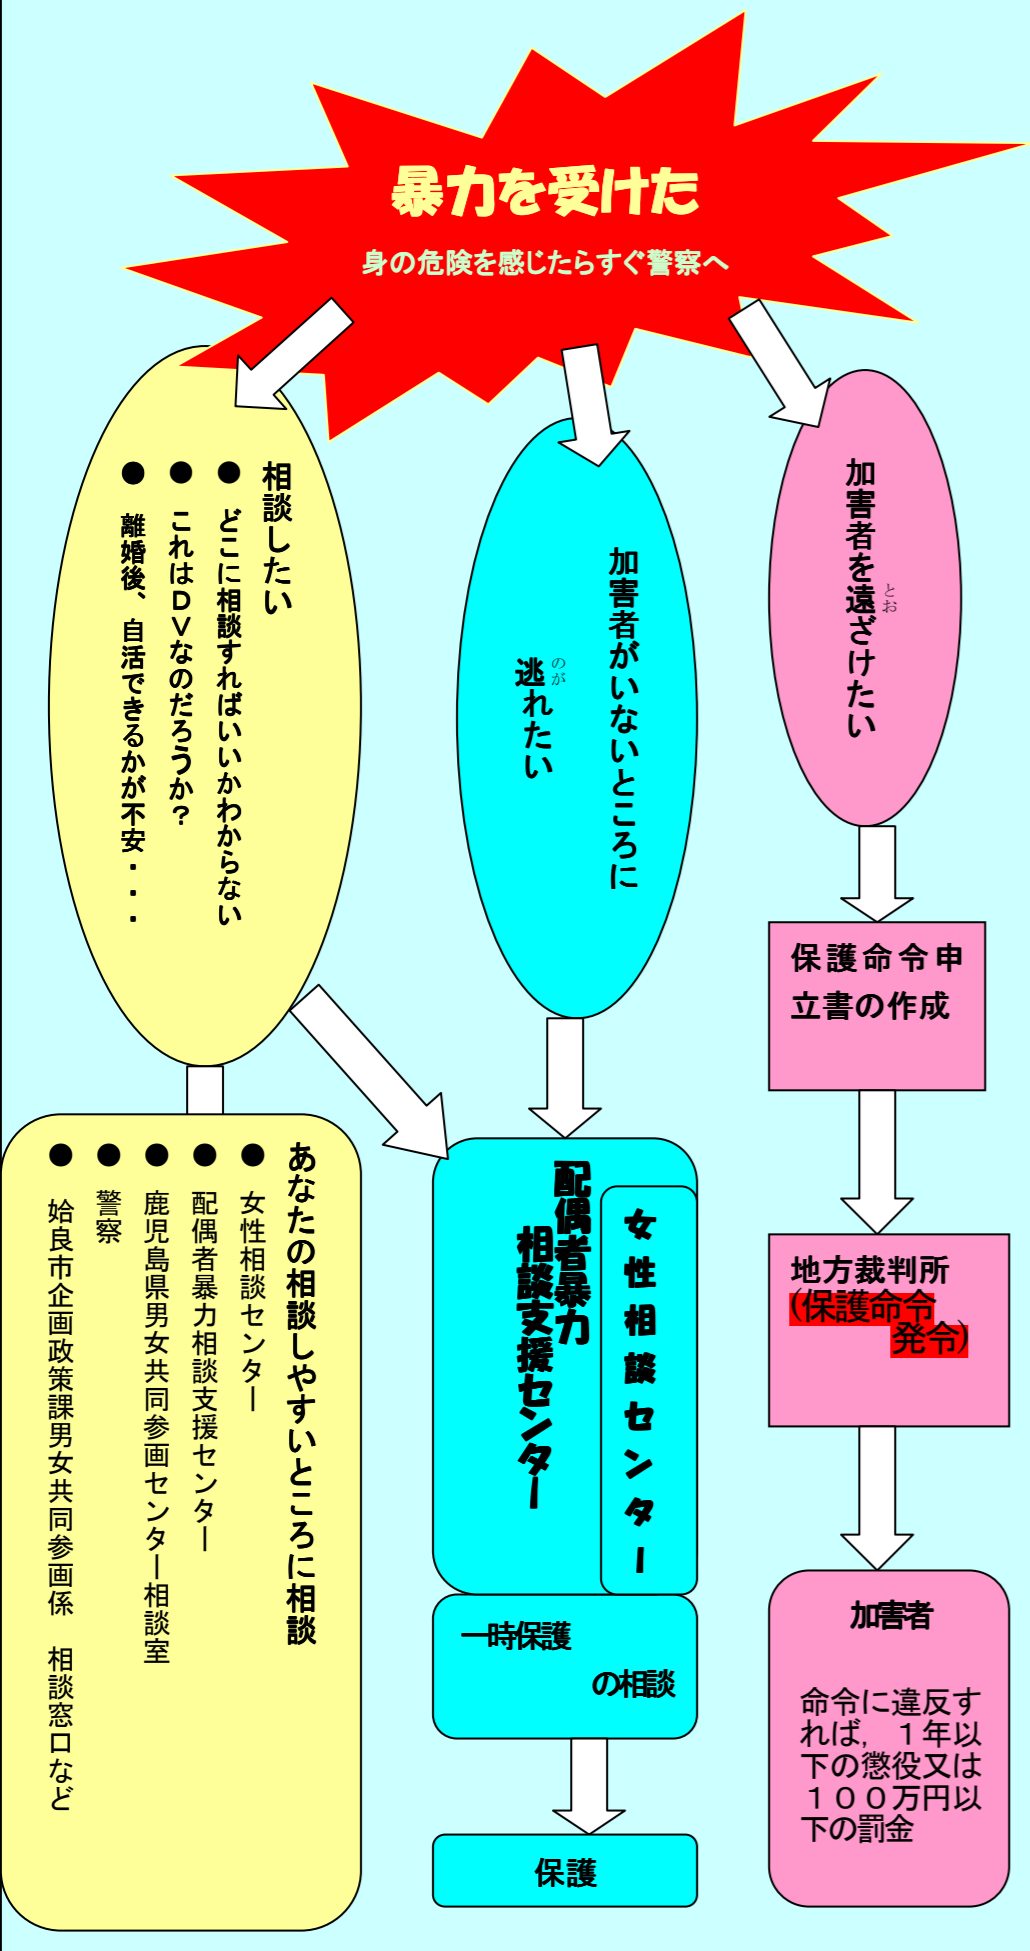 暴力を受けた
身の危険を感じたらすぐ警察へ
相談したい
● どこに相談すればいいかわからない
● これはＤＶなのだろうか？
● 離婚後、自活できるかが不安・・・
加害者がいないところに
逃れたい
のが
加害者を遠ざけたい
とお
保護命令申
立書の作成
地方裁判所
(保護命令
発令)
加害者
命令に違反す
れば，１年以
下の懲役又は
１００万円以
下の罰金
女性相談センター
配偶者暴力
相談支援センター
一時保護
の相談
保護
あなたの相談しやすいところに相談
● 女性相談センター
● 配偶者暴力相談支援センター
● 鹿児島県男女共同参画センター相談室
● 警察
● 姶良市企画政策課男女共同参画係　相談窓口など